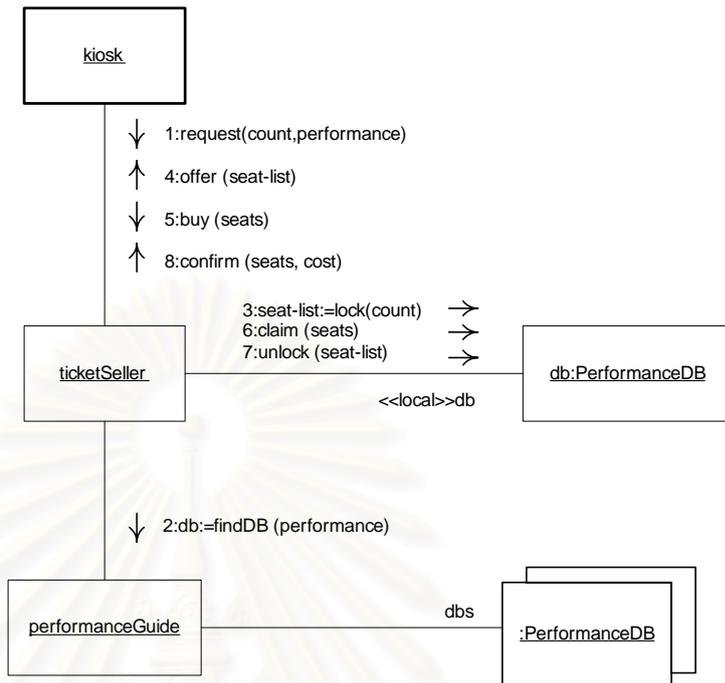 kiosk
1:request(count,performance)
4:offer (seat-list)
5:buy (seats)
8:confirm (seats, cost)
3:seat-list:=lock(count)
6:claim (seats)
7:unlock (seat-list)
ticketSeller
db:PerformanceDB
<<local>>db
2:db:=findDB (performance)
performanceGuide
dbs
:PerformanceDB